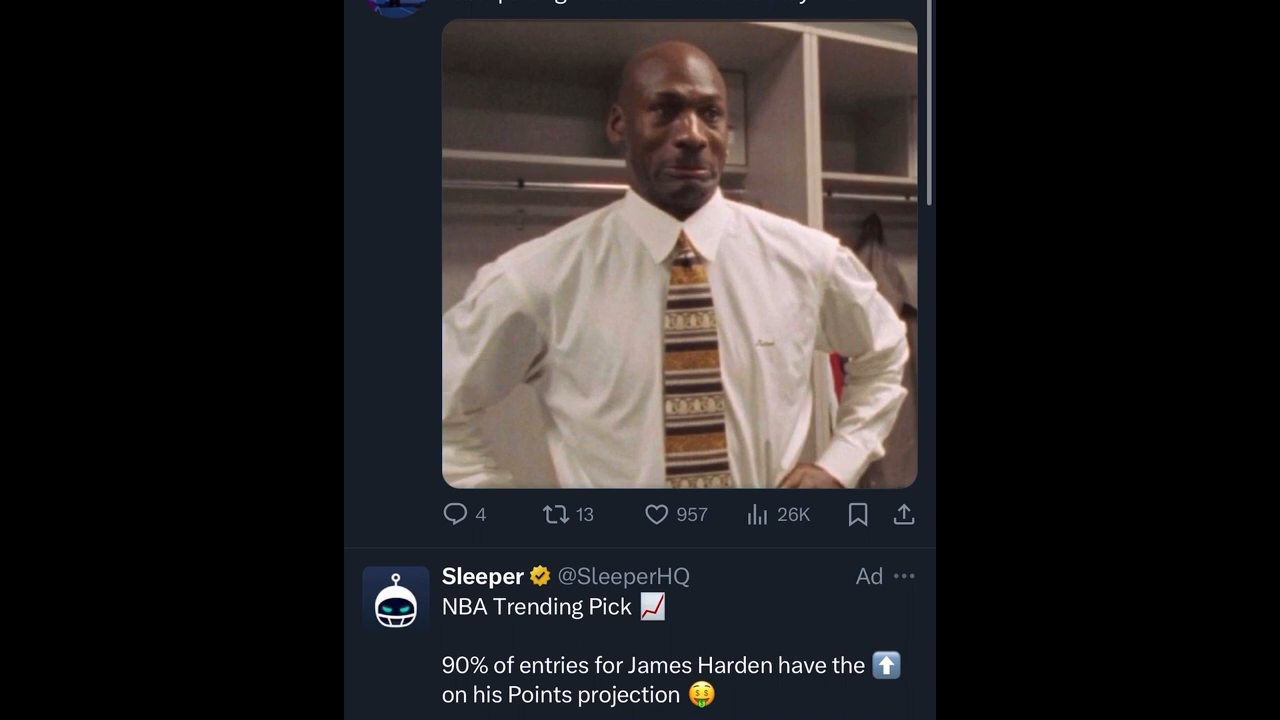 4 13 957 26K
Sleeper @SleeperHQ Ad
NBA Trending Pick 📈
90% of entries for James Harden have the ⬆️
on his Points projection 🤑